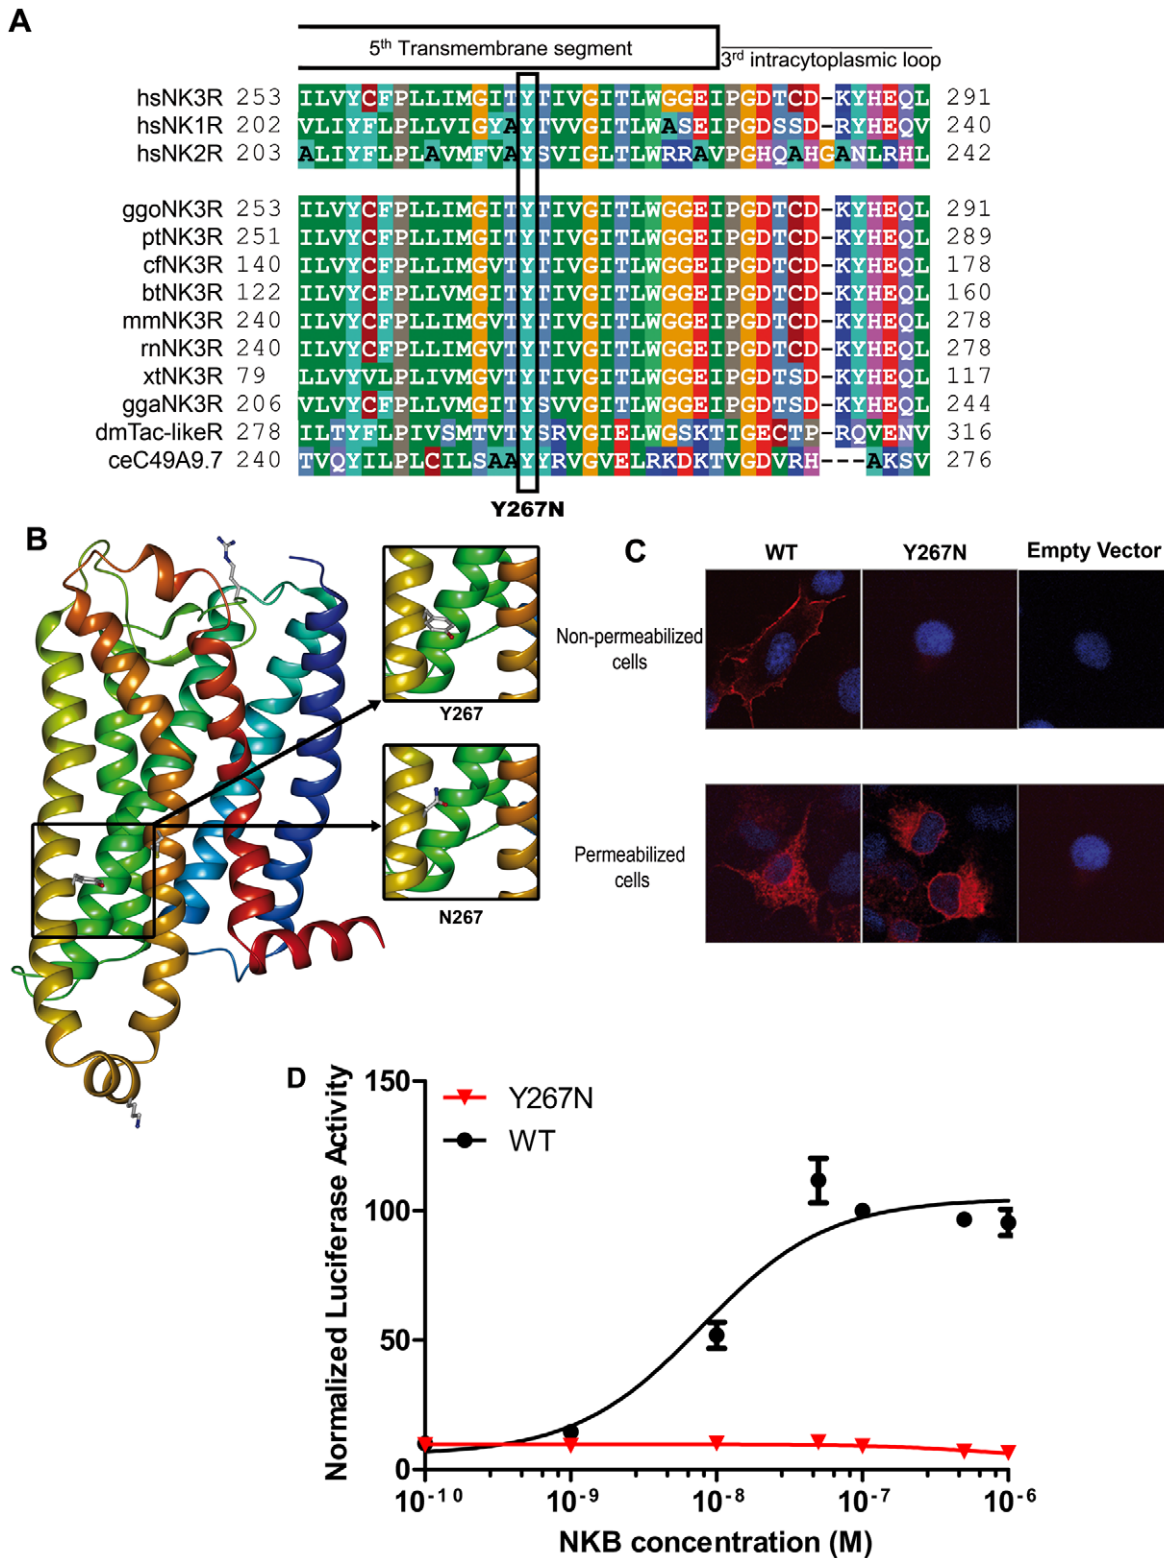 A
5th Transmembrane segment
3rd intracytoplasmic loop
hsNK3R 253 ILVYCFPLLIMGITYTIVGITLWGGEIPGDTCD-KYHEQL 291
hsNK1R 202 VLIYFLPLLVIGYAYTVVGITLWASEIPGDSSD-RYHEQV 240
hsNK2R 203 ALIYFLPLAVMFVAYSVIGLTLWRRAVPGHQAHGANLRHL 242
ggoNK3R 253 ILVYCFPLLIMGITYTIVGITLWGGEIPGDTCD-KYHEQL 291
ptNK3R 251 ILVYCFPLLIMGITYTIVGITLWGGEIPGDTCD-KYHEQL 289
cfNK3R 140 ILVYCFPLLIMGVTYTIVGITLWGGEIPGDTCD-KYHEQL 178
btNK3R 122 ILVYCFPLLVMGITYTIVGITLWGGEIPGDTCD-KYHEQL 160
mmNK3R 240 ILVYCFPLLIMGVTYTIVGITLWGGEIPGDTCD-KYHEQL 278
rnNK3R 240 ILVYCFPLLIMGVTYTIVGITLWGGEIPGDTCD-KYHEQL 278
xtNK3R 79 LLVYVLPLIVMGVTYTIVGITLWGGEIPGDTSD-KYHEQL 117
ggaNK3R 206 VLVYCFPLLIMGITYSVVGITLWGGEIPGDTSD-KYHEQL 244
dmTac-likeR 278 ILTYFLPIVSMTVTYSRVGIELWGSKTIGECTP-RQVENV 316
ceC49A9.7 240 TVQYILPLCILSAAYYRVGVELRKDKTVGDVRH---AKSV 276
Y267N
B
Y267
N267
C
WT Y267N Empty Vector
Non-permeabilized
cells
Permeabilized
cells
D
Normalized Luciferase Activity
150
100
50
0
Y267N
WT
10-10 10-9 10-8 10-7 10-6
NKB concentration (M)